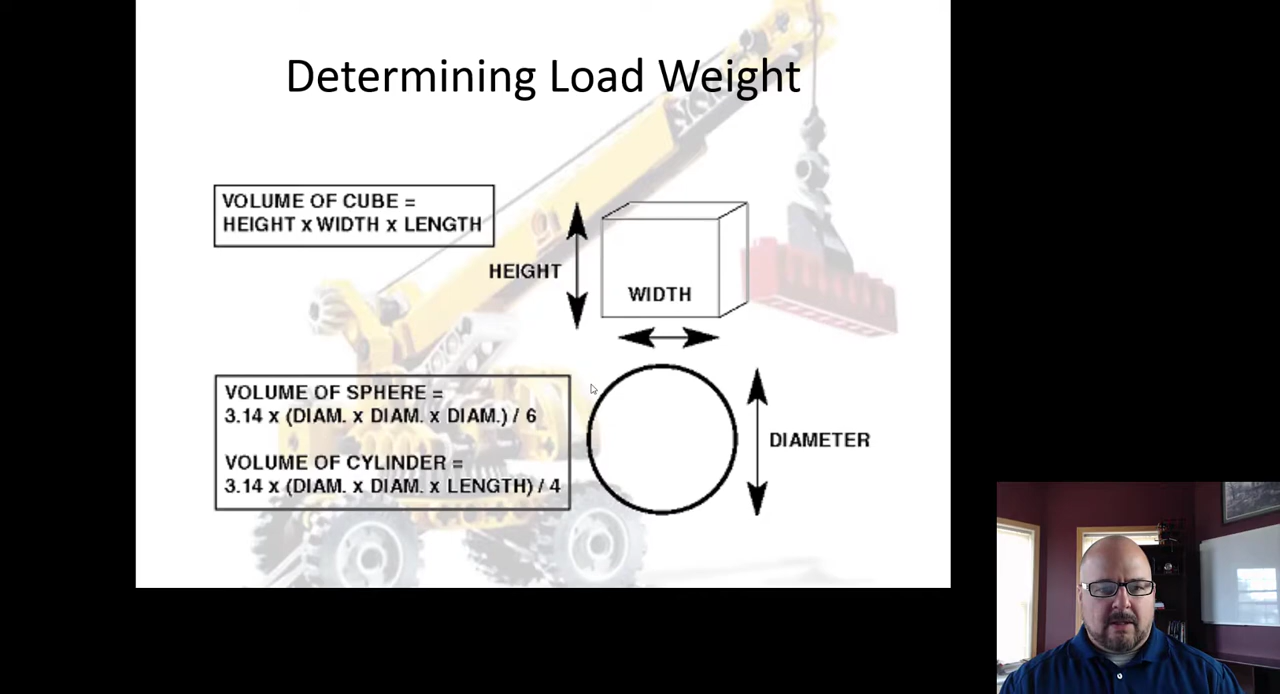 Determining Load Weight
VOLUME OF CUBE =
HEIGHT x WIDTH x LENGTH
HEIGHT
WIDTH
VOLUME OF SPHERE =
3.14 x (DIAM. x DIAM. x DIAM.) / 6
VOLUME OF CYLINDER =
3.14 x (DIAM. x DIAM. x LENGTH) / 4
DIAMETER